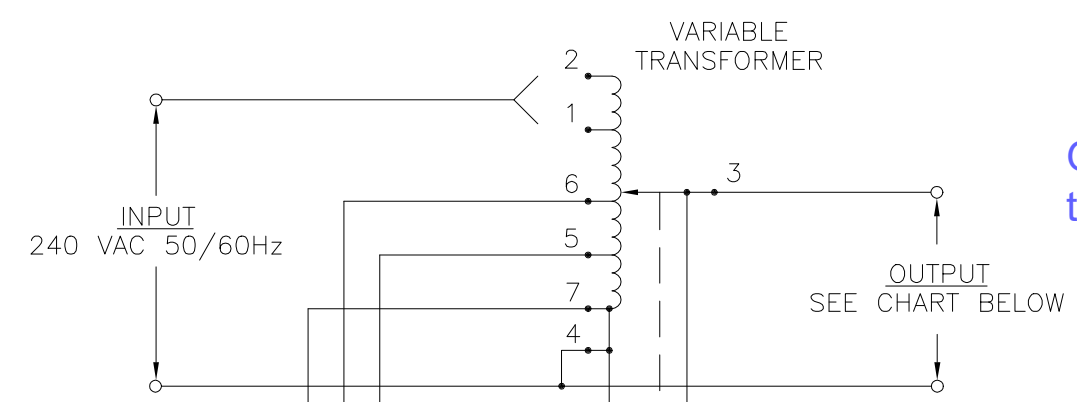 VARIABLE
TRANSFORMER
2
1
6
3
INPUT
240 VAC 50/60Hz
5
OUTPUT
SEE CHART BELOW
7
4